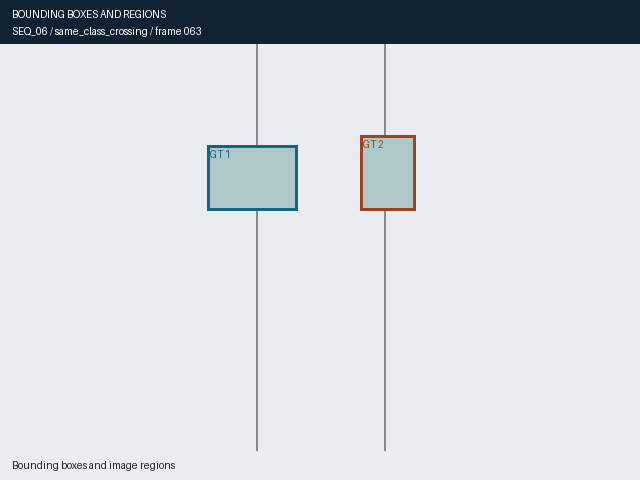 BOUNDING BOXES AND REGIONS
SEQ_06 / same_class_crossing / frame 063
GT1
GT2
Bounding boxes and image regions